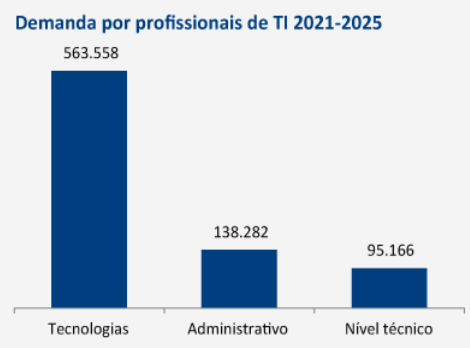 Demanda por profissionais de TI 2021-2025
563.558
138.282
95.166
Tecnologias
Administrativo
Nível técnico